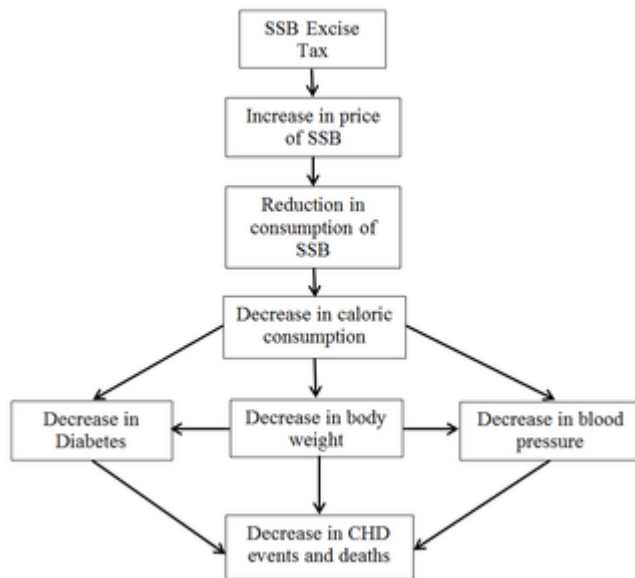 SSB Excise
Tax
Increase in price
of SSB
Reduction in
consumption of
SSB
Decrease in caloric
consumption
Decrease in
Diabetes
Decrease in body
weight
Decrease in blood
pressure
Decrease in CHD
events and deaths